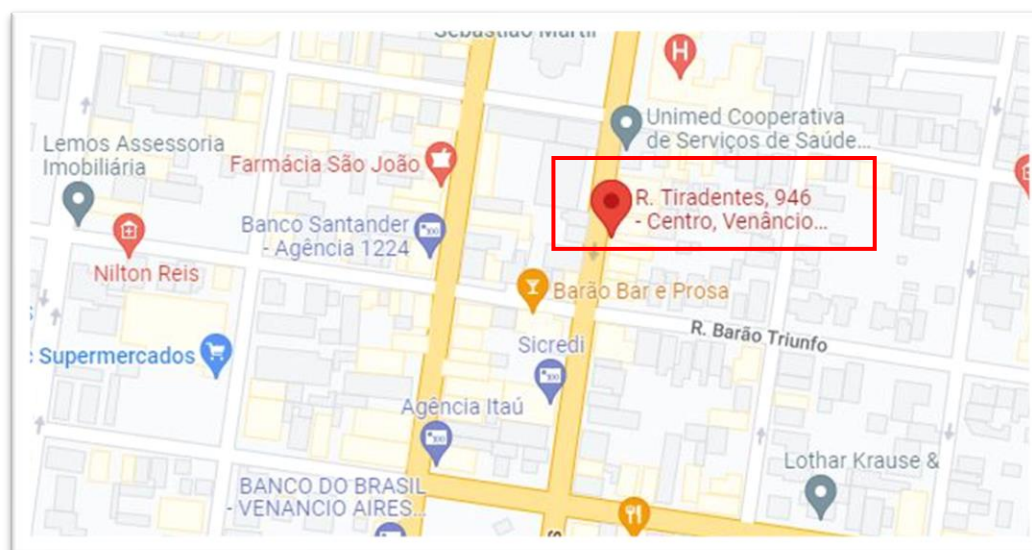 Sebastião Martir
H
Unimed Cooperativa
de Serviços de Saúde...
Lemos Assessoria
Imobiliária
Farmácia São João
R. Tiradentes, 946
- Centro, Venâncio...
Banco Santander
- Agência 1224
Nilton Reis
Barão Bar e Prosa
R. Barão Triunfo
Supermercados
Sicredi
Agência Itaú
Lothar Krause &
BANCO DO BRASIL
- VENANCIO AIRES...